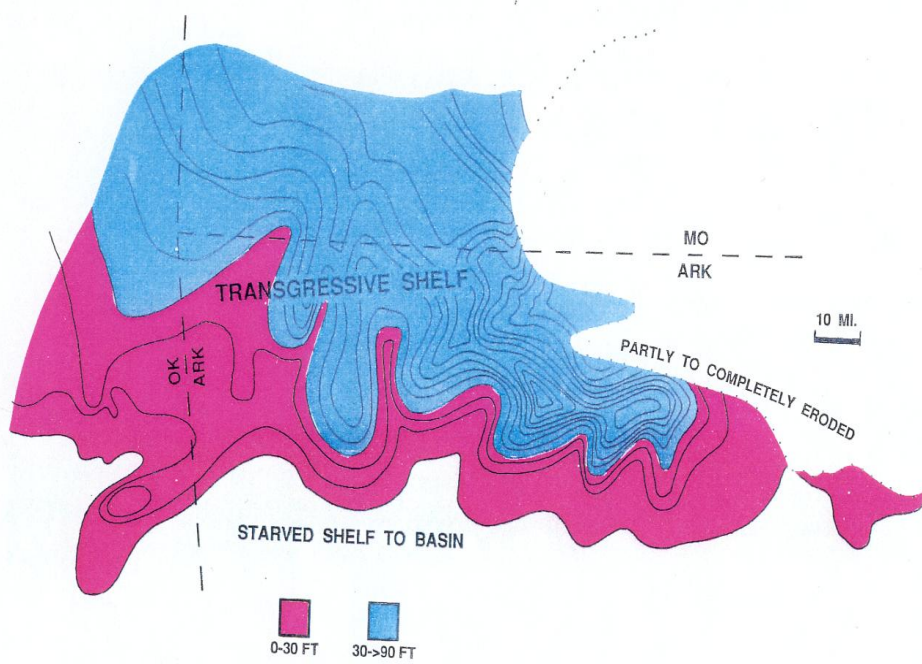 MO
ARK
TRANSGRESSIVE SHELF
10 MI.
PARTLY TO COMPLETELY ERODED
OK
ARK
STARVED SHELF TO BASIN
0-30 FT
30->90 FT